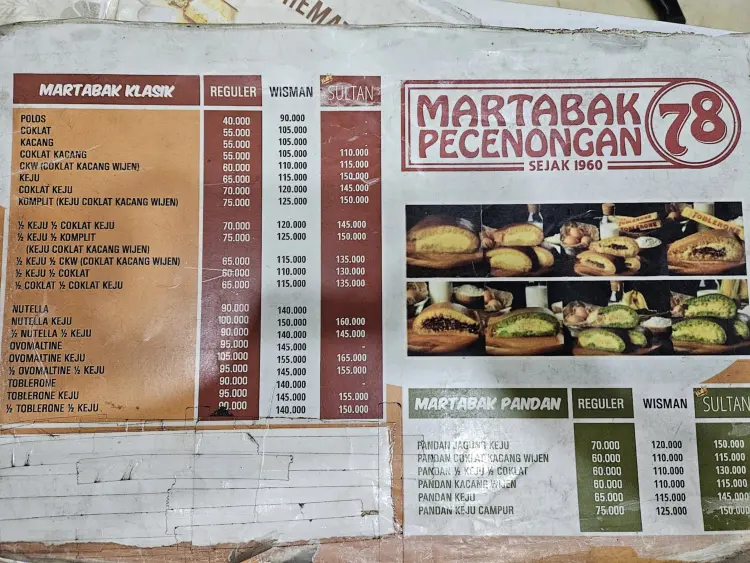 MARTABAK KLASIK REGULER WISMAN SULTAN
POLOS 40.000 90.000
COKLAT 55.000 105.000
KACANG 55.000 105.000 -
COKLAT KACANG 55.000 105.000 110.000
CKW (COKLAT KACANG WIJEN) 60.000 110.000 115.000
KEJU 65.000 115.000 150.000
COKLAT KEJU 70.000 120.000 145.000
KOMPLIT (KEJU COKLAT KACANG WIJEN) 75.000 125.000 150.000
½ KEJU ½ COKLAT KEJU 70.000 120.000 145.000
½ KEJU ½ KOMPLIT 75.000 125.000 150.000
(KEJU COKLAT KACANG WIJEN)
½ KEJU ½ CKW (COKLAT KACANG WIJEN) 65.000 115.000 135.000
½ KEJU ½ COKLAT 60.000 110.000 130.000
½ COKLAT ½ COKLAT KEJU 65.000 115.000 135.000
NUTELLA 90.000 140.000 -
NUTELLA KEJU 100.000 150.000 160.000
½ NUTELLA ½ KEJU 90.000 140.000 145.000
OVOMALTINE 95.000 145.000 -
OVOMALTINE KEJU 105.000 155.000 165.000
½ OVOMALTINE ½ KEJU 95.000 145.000 155.000
TOBLERONE 90.000 140.000 -
TOBLERONE KEJU 95.000 145.000 155.000
½ TOBLERONE ½ KEJU 90.000 140.000 150.000
MARTABAK
PECENONGAN 78
SEJAK 1960
TOBLERONE
MARTABAK PANDAN REGULER WISMAN SULTAN
PANDAN JAGUNG KEJU 70.000 120.000 150.000
PANDAN COKLAT KACANG WIJEN 60.000 110.000 115.000
PANDAN ½ KEJU ½ COKLAT 60.000 110.000 130.000
PANDAN KACANG WIJEN 60.000 110.000 115.000
PANDAN KEJU 65.000 115.000 145.000
PANDAN KEJU CAMPUR 75.000 125.000 150.000